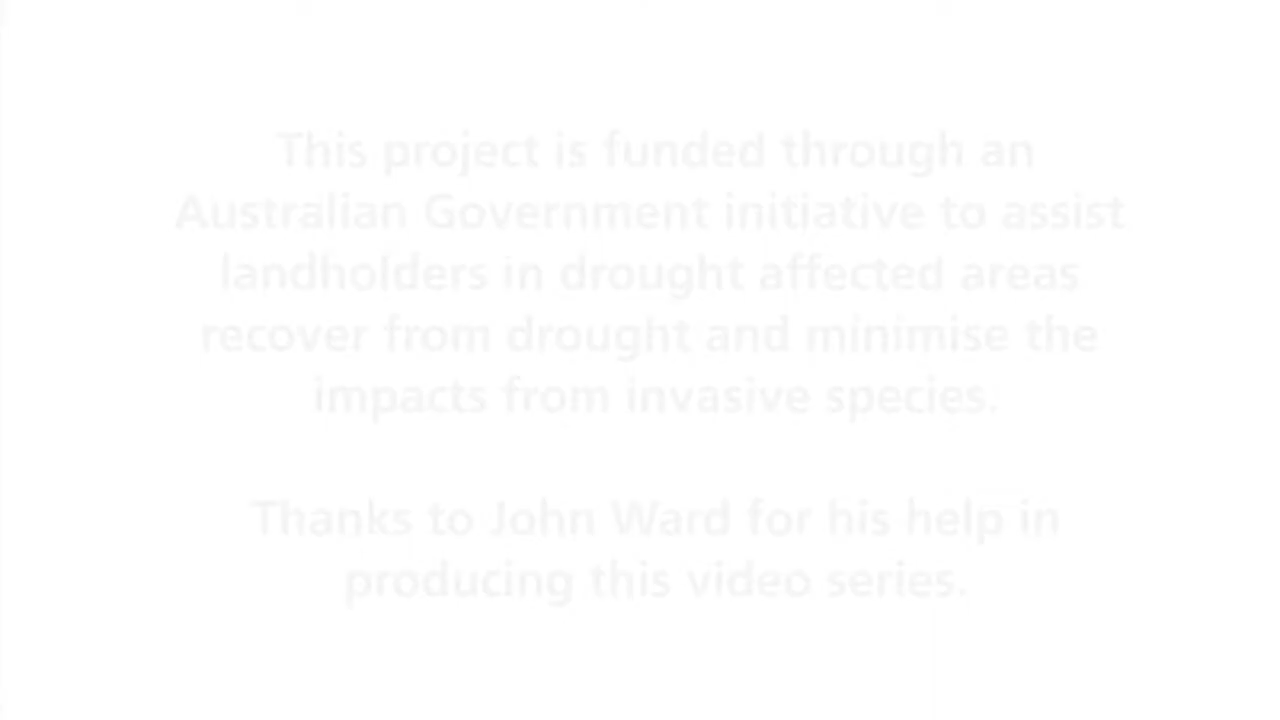 This project is funded through an
Australian Government initiative to assist
landholders in drought affected areas
recover from drought and minimise the
impacts from invasive species.
Thanks to John Ward for his help in
producing this video series.